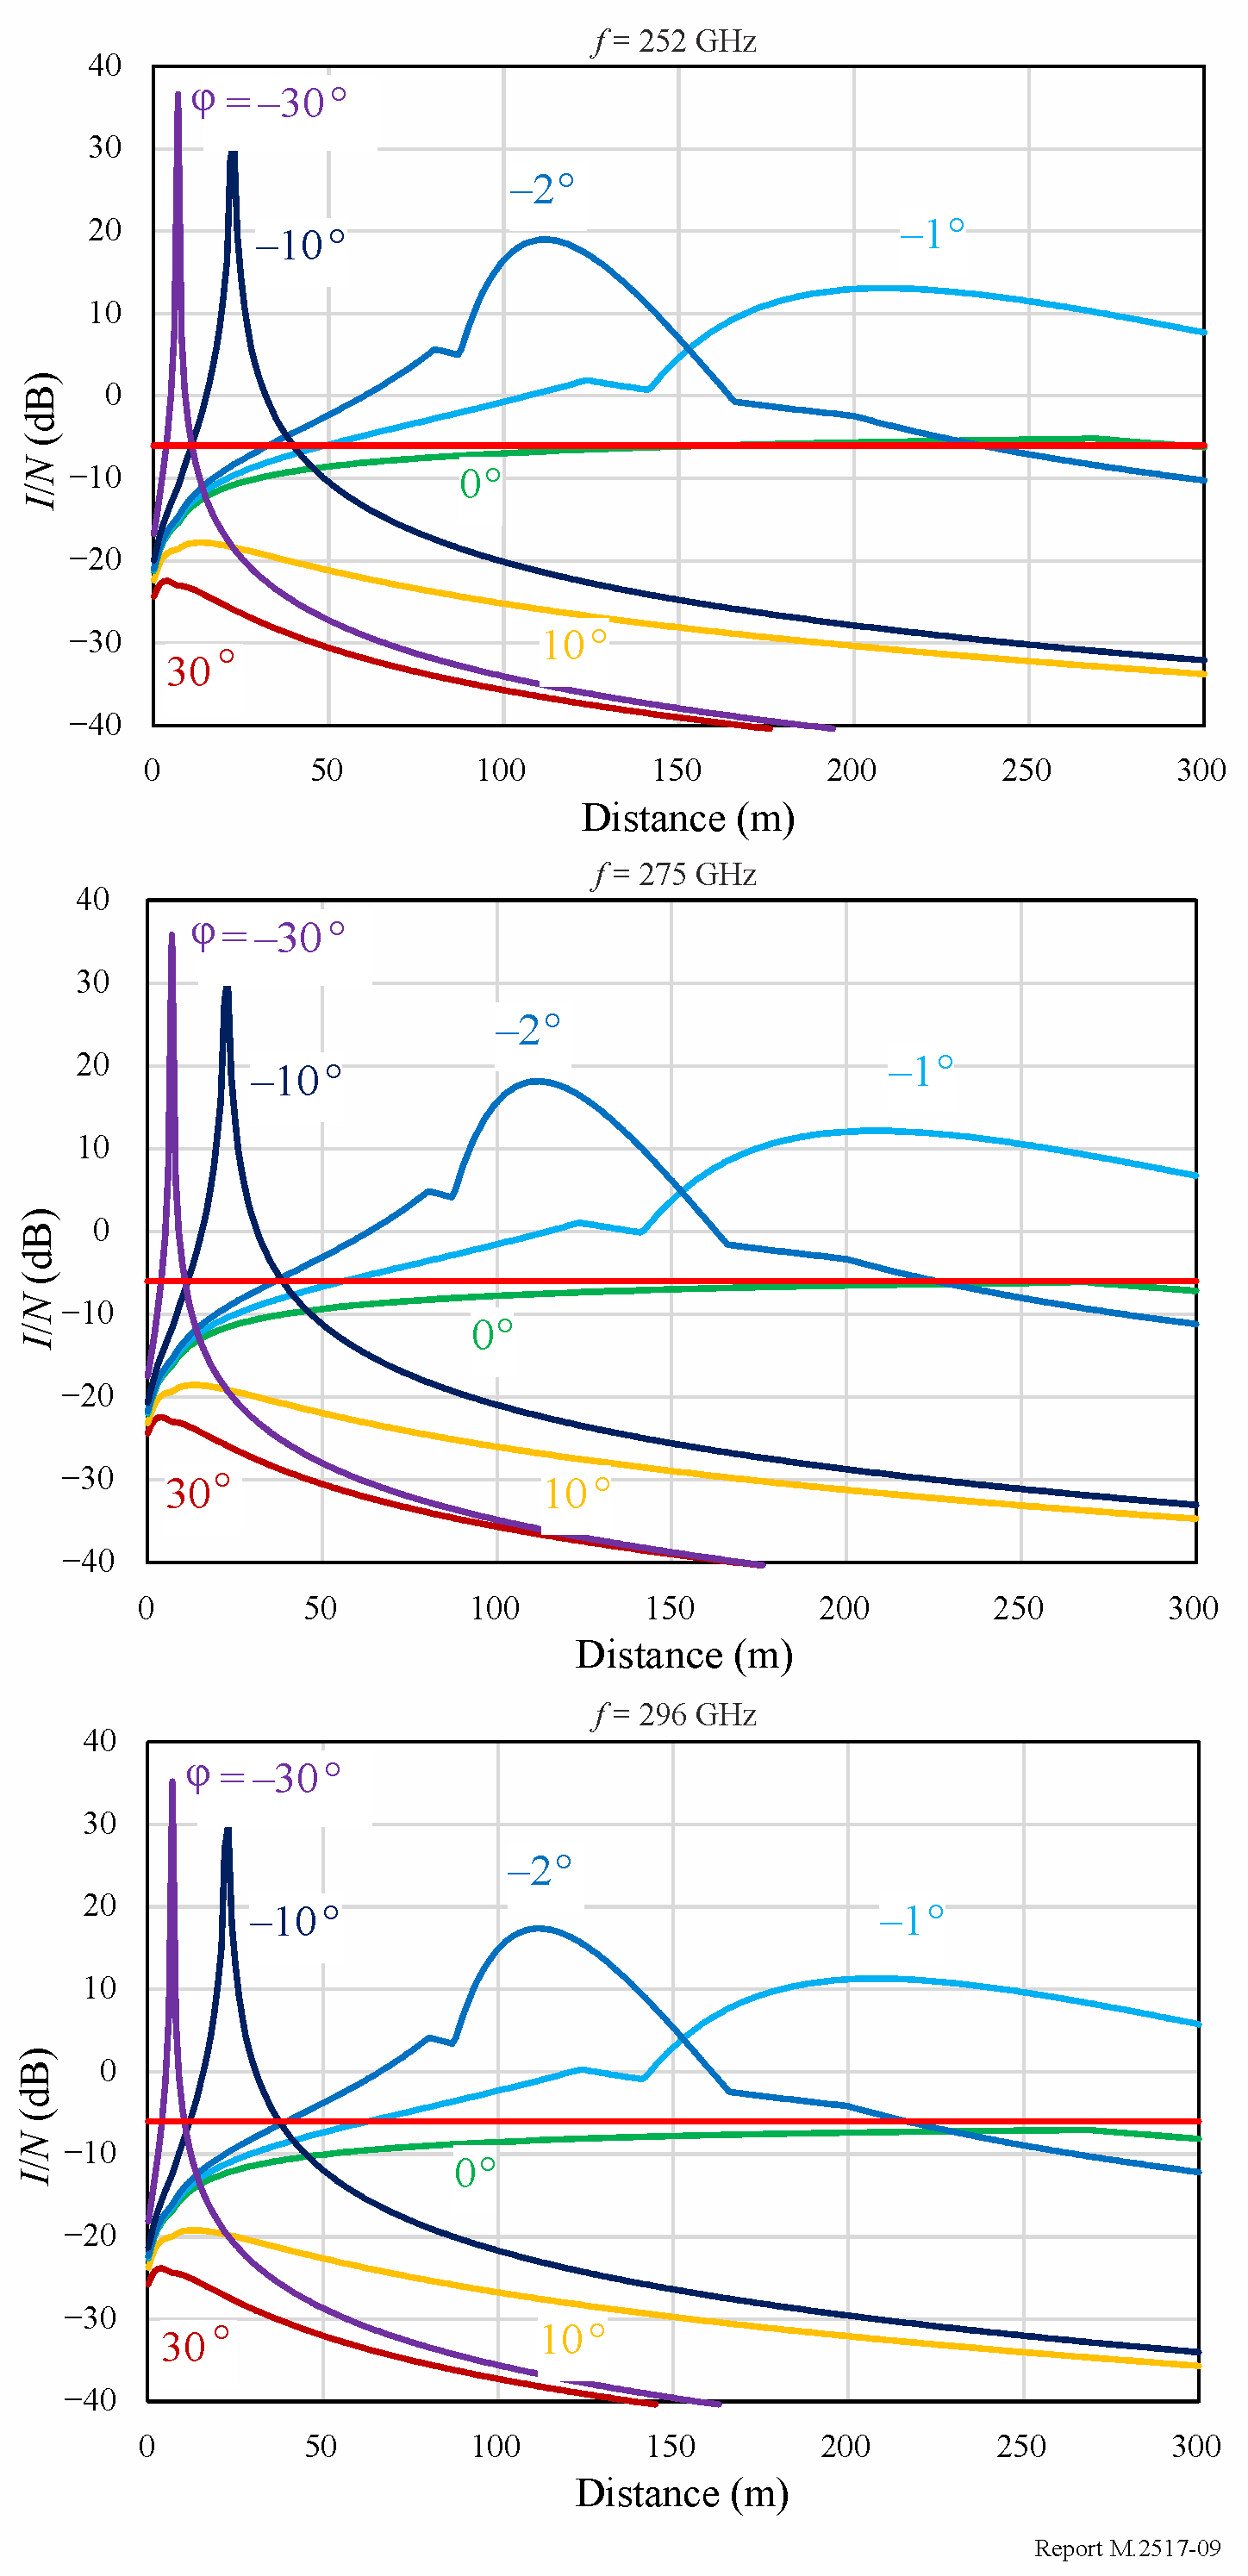 f = 252 GHz
40
30
20
10
0
−10
−20
−30
−40
I/N (dB)
φ = –30°
–10°
–2°
–1°
0°
10°
30°
0 50 100 150 200 250 300
Distance (m)
f = 275 GHz
40
30
20
10
0
−10
−20
−30
−40
I/N (dB)
φ = –30°
–10°
–2°
–1°
0°
10°
30°
0 50 100 150 200 250 300
Distance (m)
f = 296 GHz
40
30
20
10
0
−10
−20
−30
−40
I/N (dB)
φ = –30°
–10°
–2°
–1°
0°
10°
30°
0 50 100 150 200 250 300
Distance (m)
Report M.2517-09